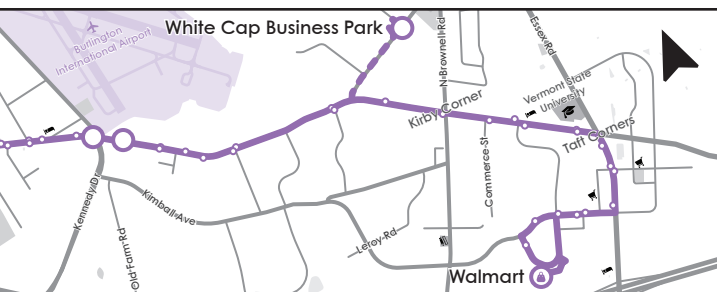 White Cap Business Park
Burlington
International Airport
N-Brownell-Rd
Essex-Rd
Vermont State
University
Kirby Corner
Taft Corners
Commerce-St
Kennedy-Dr
Kimball-Ave
Old-Farm-Rd
Leroy-Rd
Walmart